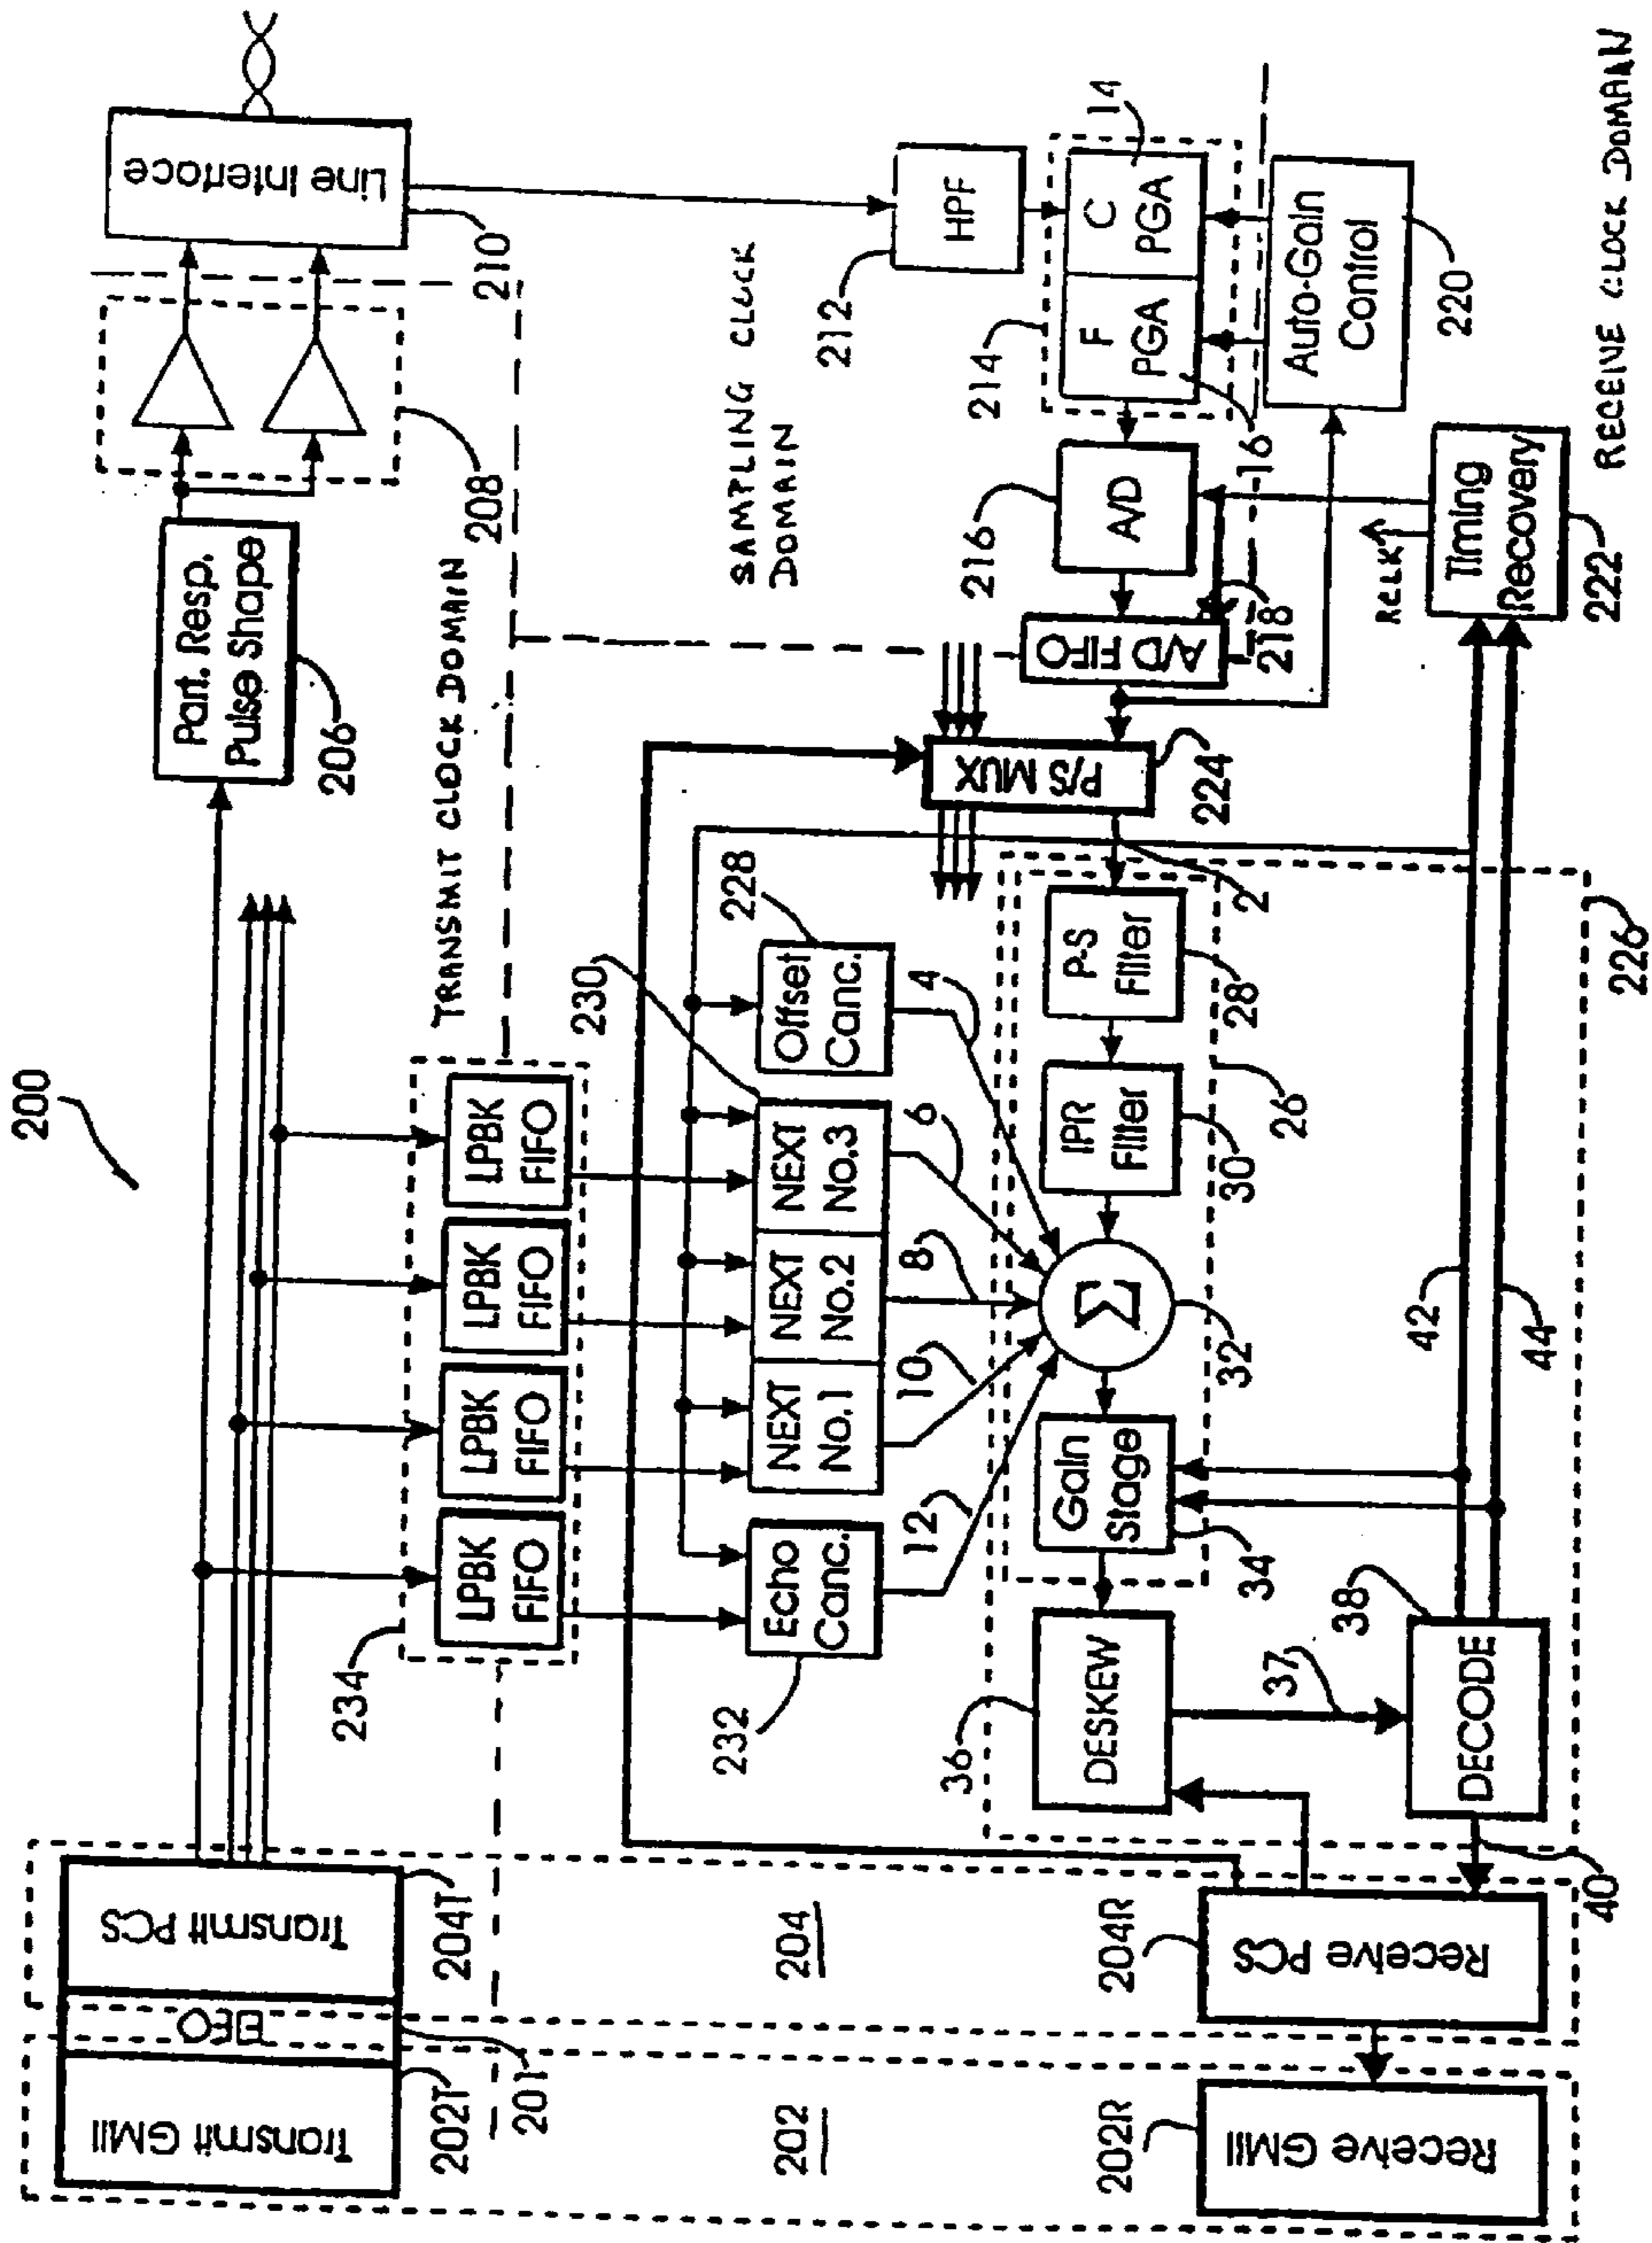 200
Transmit GMII
202T
FIFO
201
Transmit PCS
204T
Part. Resp.
Pulse Shape
206
208
Line Interface
210
TRANSMIT CLOCK DOMAIN
234
LPBK
FIFO
LPBK
FIFO
LPBK
FIFO
LPBK
FIFO
SAMPLING CLOCK
DOMAIN
HPF
212
202
204
Echo
Canc.
232
NEXT
No.1
NEXT
No.2
NEXT
No.3
230
Offset
Canc.
228
12
10
8
6
4
P/S MUX
224
A/D FIFO
218
A/D
216
F
PGA
C
PGA
214
14
16
36
DESKEW
Gain
Stage
34
Σ
32
IPR
Filter
30
P-S
Filter
28
26
2
Auto-Gain
Control
220
202R
Receive GMII
204R
Receive PCS
40
37
DECODE
38
42
44
RCLK
Timing
Recovery
222
226
RECEIVE CLOCK DOMAIN